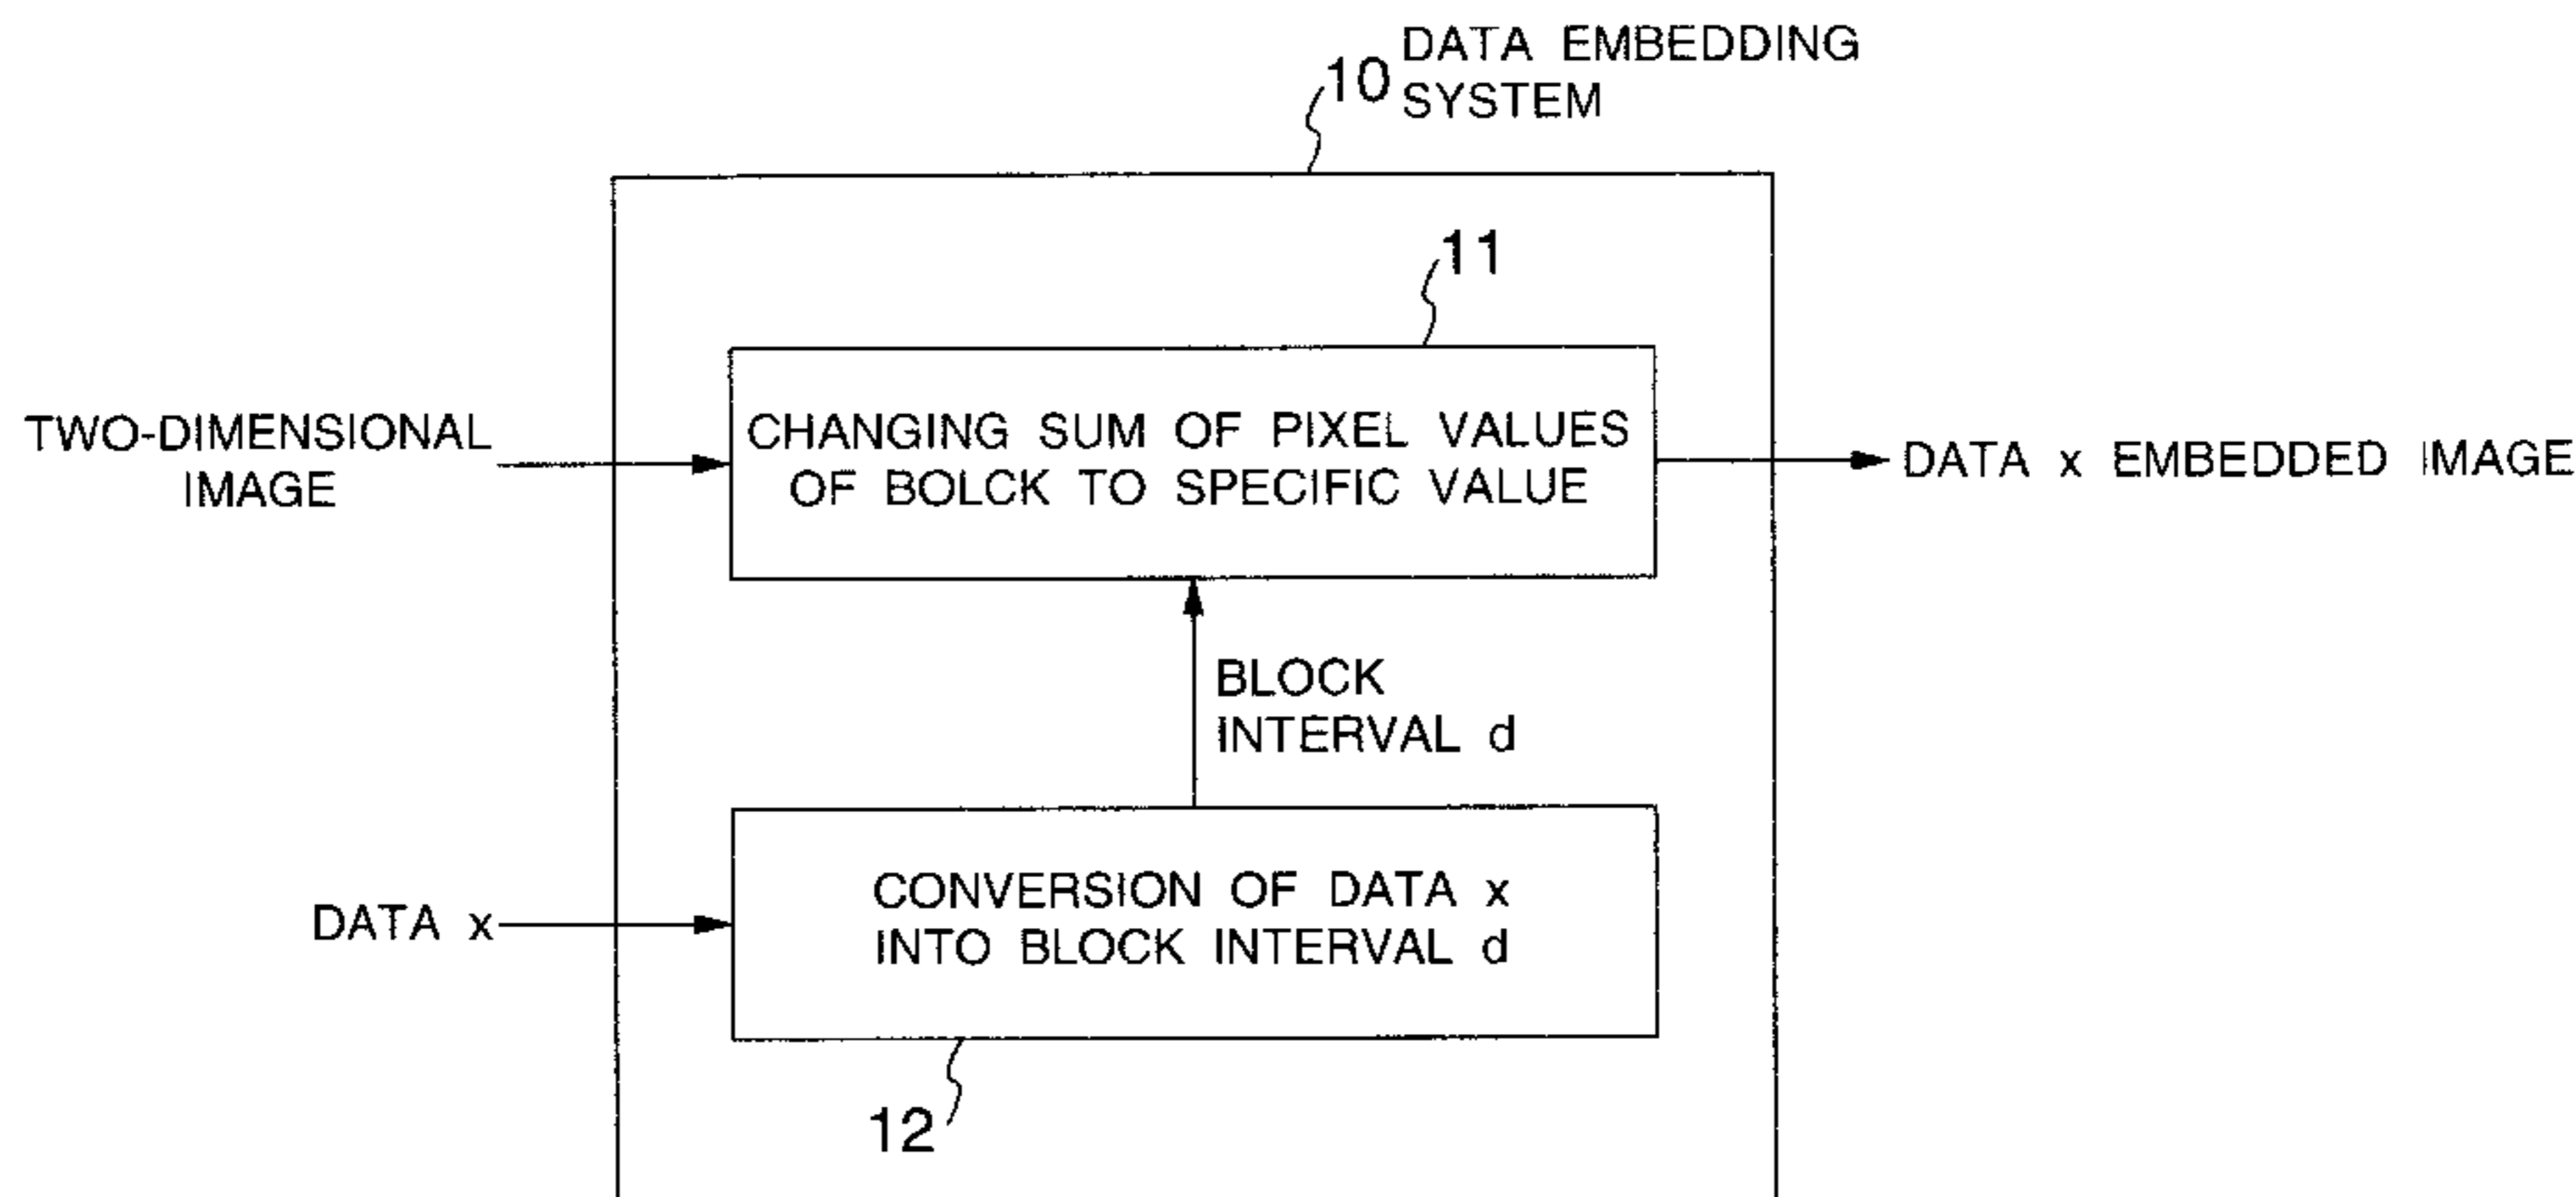 10 DATA EMBEDDING
SYSTEM
11
TWO-DIMENSIONAL
IMAGE
CHANGING SUM OF PIXEL VALUES
OF BOLCK TO SPECIFIC VALUE
DATA x EMBEDDED IMAGE
BLOCK
INTERVAL d
DATA x
CONVERSION OF DATA x
INTO BLOCK INTERVAL d
12